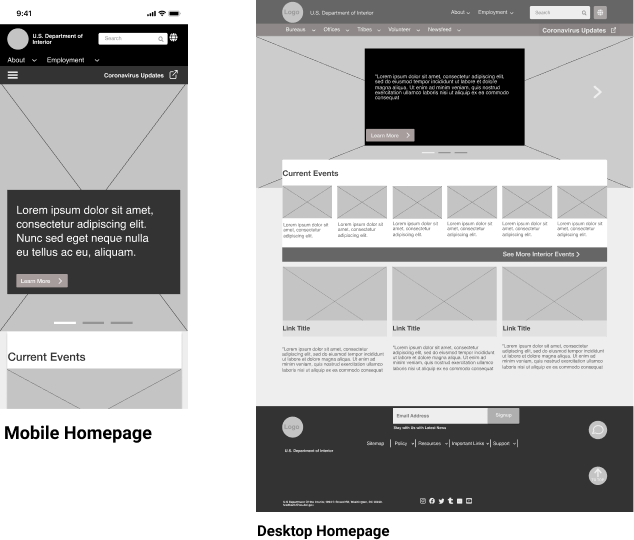 9:41
U.S. Department of
Interior
Search
About
Employment
Coronavirus Updates
Lorem ipsum dolor sit amet,
consectetur adipiscing elit.
Nunc sed eget neque nulla
eu tellus ac eu, aliquam.
Learn More
Current Events
Mobile Homepage
Logo
U.S. Department of Interior
About
Employment
Search
Bureaus
Offices
Tribes
Volunteer
Newsfeed
Coronavirus Updates
"Lorem ipsum dolor sit amet, consectetur adipiscing elit,
sed do eiusmod tempor incididunt ut labore et dolore
magna aliqua. Ut enim ad minim veniam, quis nostrud
exercitation ullamco laboris nisi ut aliquip ex ea commodo
consequat
Learn More
Current Events
Lorem ipsum dolor sit
amet, consectetur
adipiscing elit.
Lorem ipsum dolor sit
amet, consectetur
adipiscing elit.
Lorem ipsum dolor sit
amet, consectetur
adipiscing elit.
Lorem ipsum dolor sit
amet, consectetur
adipiscing elit.
Lorem ipsum dolor sit
amet, consectetur
adipiscing elit.
Lorem ipsum dolor sit
amet, consectetur
adipiscing elit.
See More Interior Events
Link Title
"Lorem ipsum dolor sit amet, consectetur
adipiscing elit, sed do eiusmod tempor incididunt
ut labore et dolore magna aliqua. Ut enim ad
minim veniam, quis nostrud exercitation ullamco
laboris nisi ut aliquip ex ea commodo consequat
Link Title
"Lorem ipsum dolor sit amet, consectetur
adipiscing elit, sed do eiusmod tempor incididunt
ut labore et dolore magna aliqua. Ut enim ad
minim veniam, quis nostrud exercitation ullamco
laboris nisi ut aliquip ex ea commodo consequat
Link Title
"Lorem ipsum dolor sit amet, consectetur
adipiscing elit, sed do eiusmod tempor incididunt
ut labore et dolore magna aliqua. Ut enim ad
minim veniam, quis nostrud exercitation ullamco
laboris nisi ut aliquip ex ea commodo consequat
Logo
U.S. Department of Interior
Email Address
Signup
Stay with Us with Latest News
Sitemap
Policy
Resources
Important Links
Support
Desktop Homepage